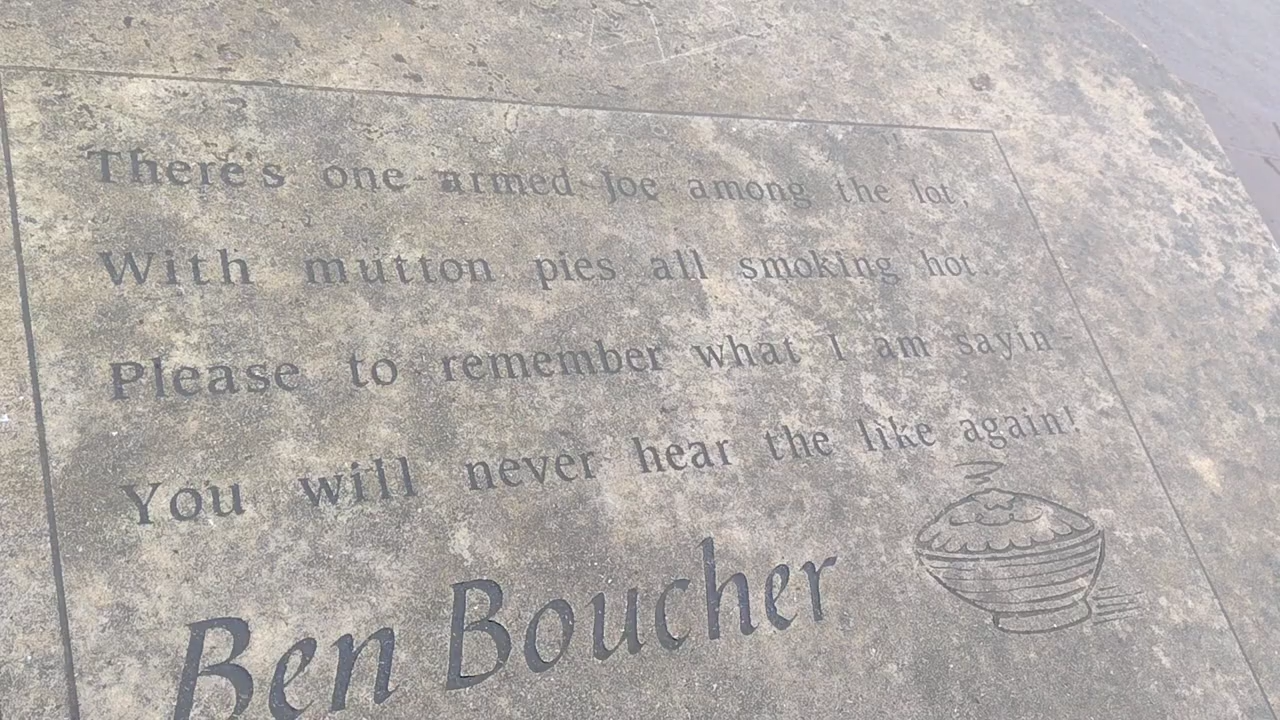 There's one-armed Joe among the lot,
With mutton pies all smoking hot.
Please to remember what I am sayin-
You will never hear the like again!
Ben Boucher